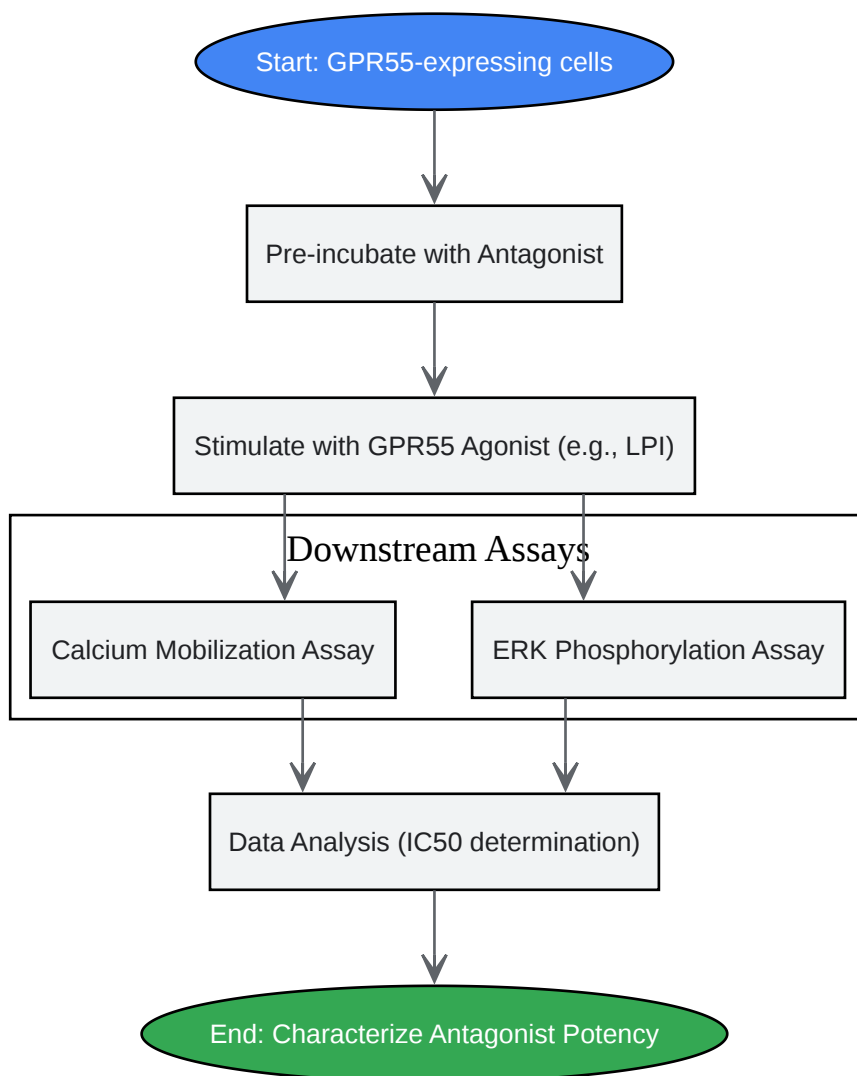 Start: GPR55-expressing cells
Pre-incubate with Antagonist
Stimulate with GPR55 Agonist (e.g., LPI)
Downstream Assays
Calcium Mobilization Assay
ERK Phosphorylation Assay
Data Analysis (IC50 determination)
End: Characterize Antagonist Potency